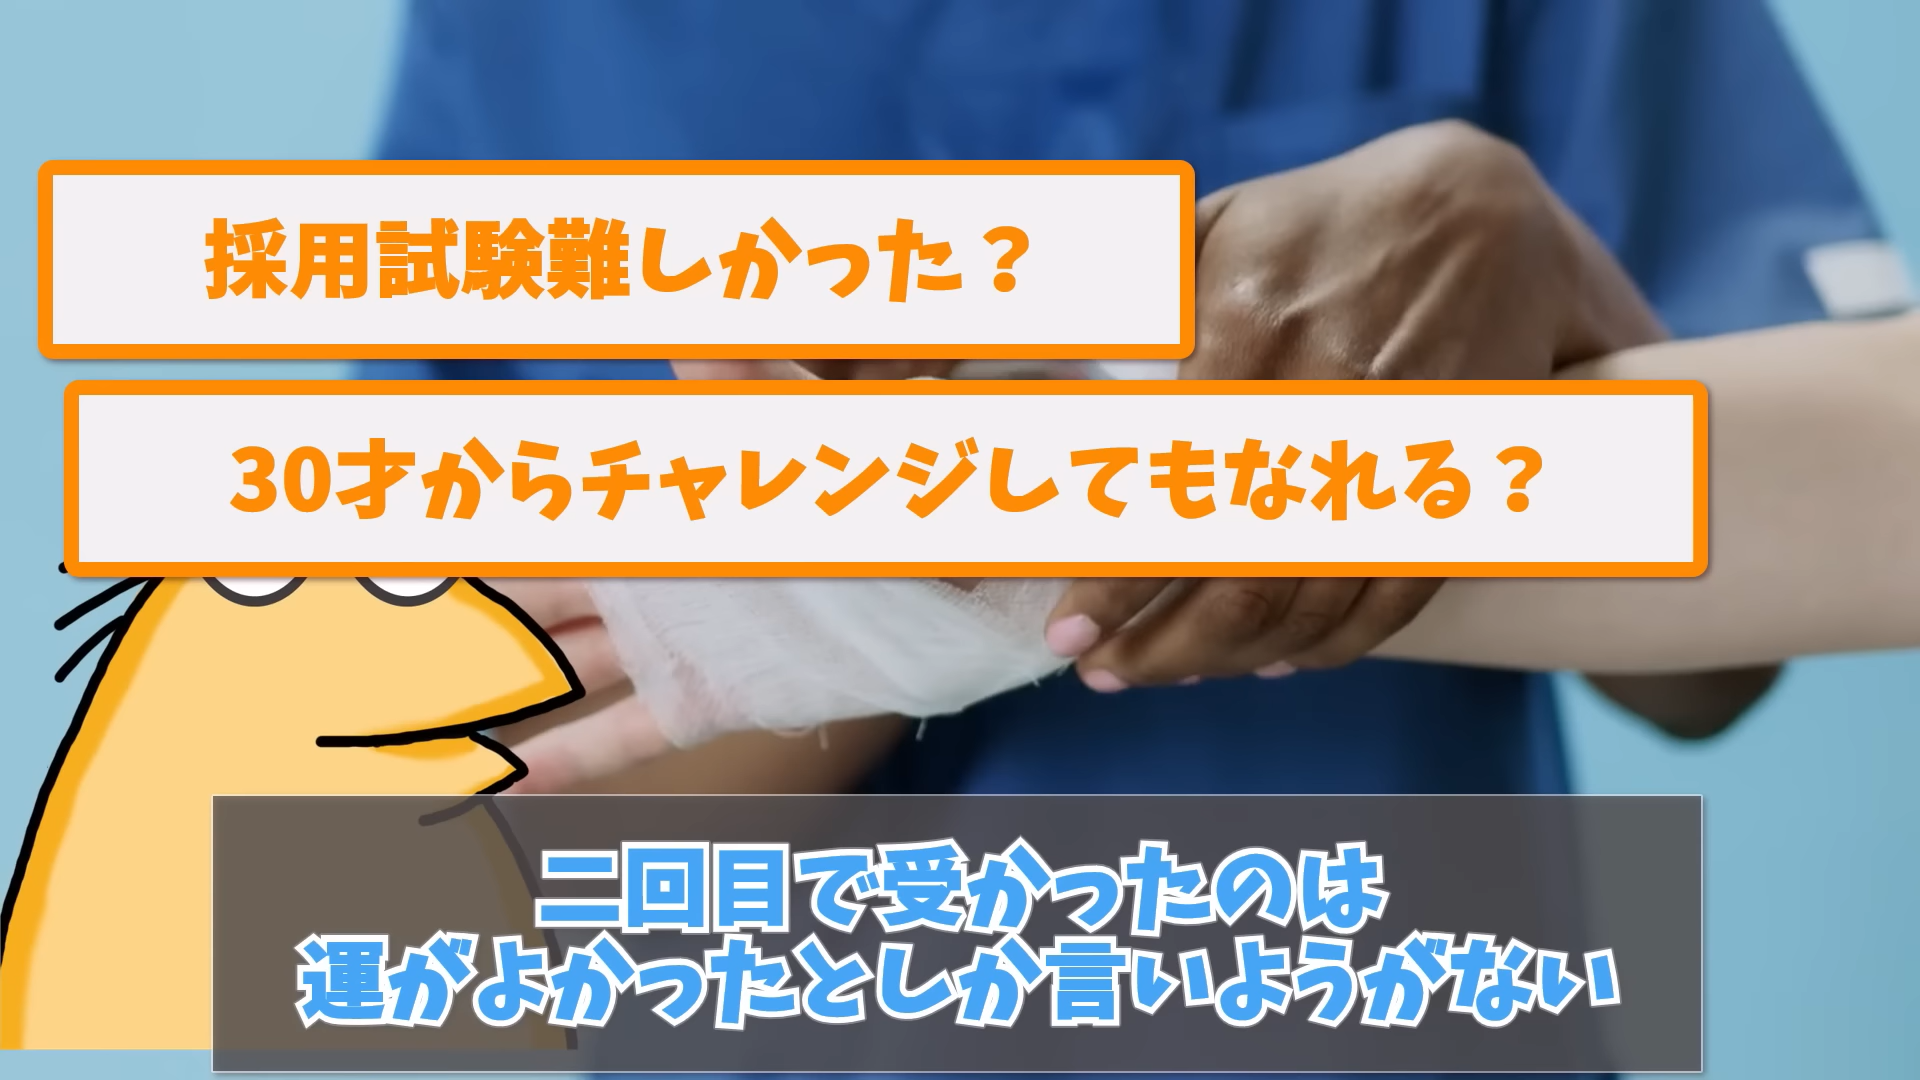 採用試験難しかった？
30才からチャレンジしてもなれる？
二回目で受かったのは
運がよかったとしか言いようがない